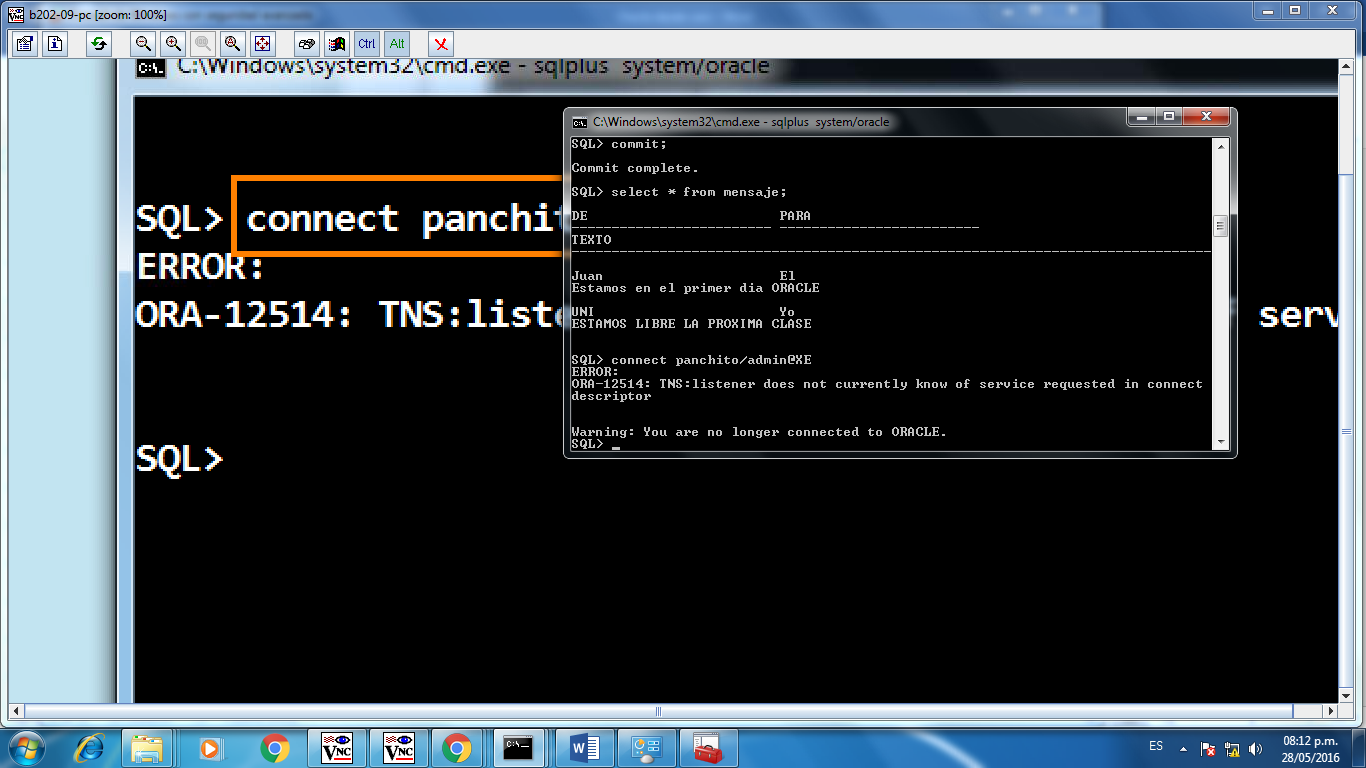 b202-09-pc [zoom: 100%]
Ctrl
Alt
C:\Windows\system32\cmd.exe - sqlplus  system/oracle
SQL> connect panchit
ERROR:
ORA-12514: TNS:list
serv
SQL>
C:\Windows\system32\cmd.exe - sqlplus  system/oracle
SQL> commit;
Commit complete.
SQL> select * from mensaje;
DE PARA
TEXTO
Juan El
Estamos en el primer dia ORACLE
UNI Yo
ESTAMOS LIBRE LA PROXIMA CLASE
SQL> connect panchito/admin@XE
ERROR:
ORA-12514: TNS:listener does not currently know of service requested in connect
descriptor
Warning: You are no longer connected to ORACLE.
SQL> _
VNC
VNC
ES
08:12 p.m.
28/05/2016